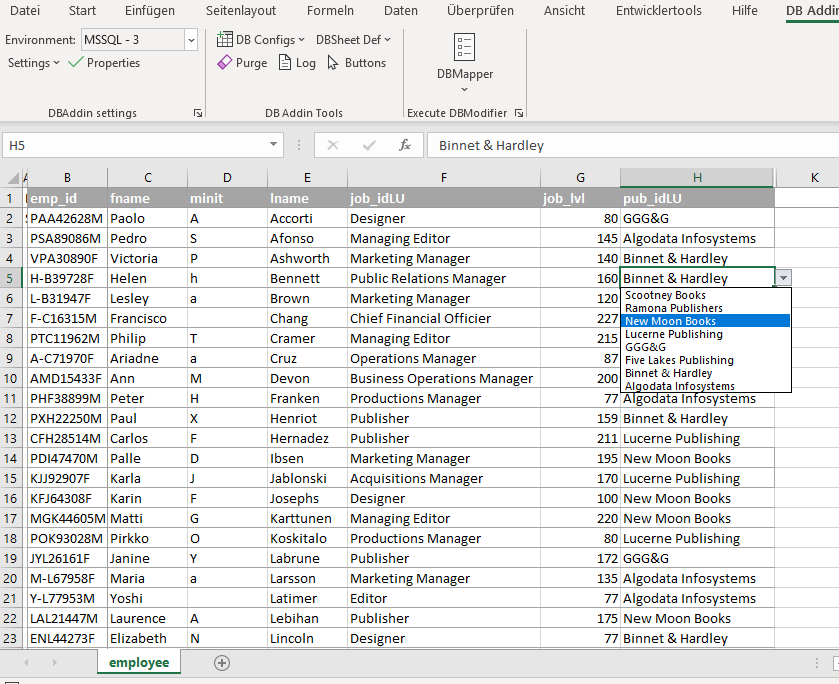 Datei Start Einfügen Seitenlayout Formeln Daten Überprüfen Ansicht Entwicklertools Hilfe DB Addin
Environment: MSSQL - 3 DB Configs DBSheet Def
Settings Properties Purge Log Buttons DBMapper
DBAddin settings DB Addin Tools Execute DBModifier
H5 fx Binnet & Hardley
B C D E F G H K
1 emp_id fname minit lname job_idLU job_lvl pub_idLU
2 PAA42628M Paolo A Accorti Designer 80 GGG&G
3 PSA89086M Pedro S Afonso Managing Editor 145 Algodata Infosystems
4 VPA30890F Victoria P Ashworth Marketing Manager 140 Binnet & Hardley
5 H-B39728F Helen h Bennett Public Relations Manager 160 Binnet & Hardley
6 L-B31947F Lesley a Brown Marketing Manager 120
7 F-C16315M Francisco Chang Chief Financial Officier 227
8 PTC11962M Philip T Cramer Managing Editor 215
9 A-C71970F Ariadne a Cruz Operations Manager 87
10 AMD15433F Ann M Devon Business Operations Manager 200
Scootney Books
Ramona Publishers
New Moon Books
Lucerne Publishing
GGG&G
Five Lakes Publishing
Binnet & Hardley
Algodata Infosystems
11 PHF38899M Peter H Franken Productions Manager 77 Algodata Infosystems
12 PXH22250M Paul X Henriot Publisher 159 Binnet & Hardley
13 CFH28514M Carlos F Hernadez Publisher 211 Lucerne Publishing
14 PDI47470M Palle D Ibsen Marketing Manager 195 New Moon Books
15 KJJ92907F Karla J Jablonski Acquisitions Manager 170 Lucerne Publishing
16 KFJ64308F Karin F Josephs Designer 100 New Moon Books
17 MGK44605M Matti G Karttunen Managing Editor 220 New Moon Books
18 POK93028M Pirkko O Koskitalo Productions Manager 80 Lucerne Publishing
19 JYL26161F Janine Y Labrune Publisher 172 GGG&G
20 M-L67958F Maria a Larsson Marketing Manager 135 Algodata Infosystems
21 Y-L77953M Yoshi Latimer Editor 77 Algodata Infosystems
22 LAL21447M Laurence A Lebihan Publisher 175 New Moon Books
23 ENL44273F Elizabeth N Lincoln Designer 77 Binnet & Hardley
employee